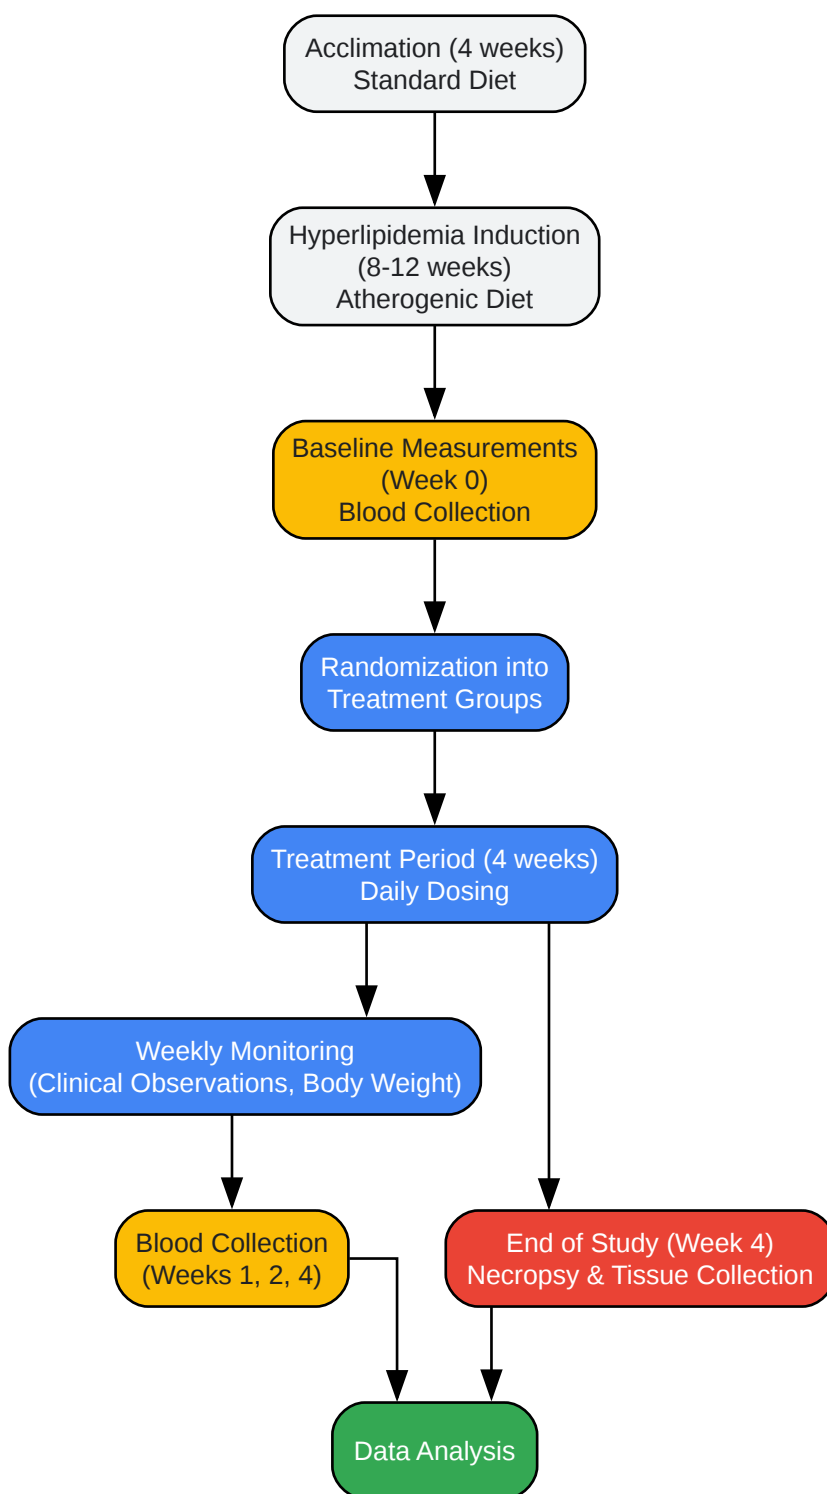 Acclimation (4 weeks)
Standard Diet
Hyperlipidemia Induction
(8-12 weeks)
Atherogenic Diet
Baseline Measurements
(Week 0)
Blood Collection
Randomization into
Treatment Groups
Treatment Period (4 weeks)
Daily Dosing
Weekly Monitoring
(Clinical Observations, Body Weight)
Blood Collection
(Weeks 1, 2, 4)
End of Study (Week 4)
Necropsy & Tissue Collection
Data Analysis